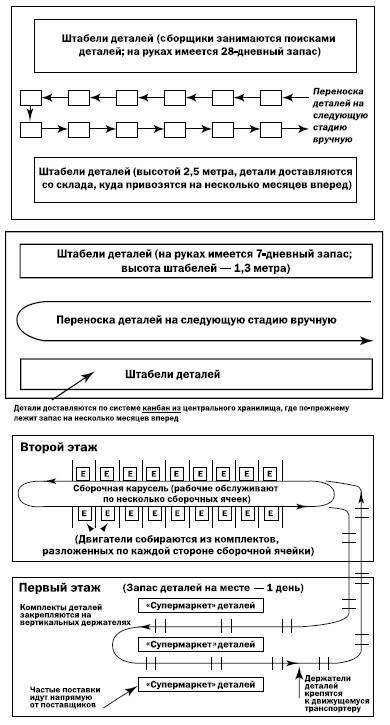 Штабели деталей (сборщики занимаются поисками
деталей; на руках имеется 28-дневный запас)
Переноска
деталей на
следующую
стадию
вручную
Штабели деталей (высотой 2,5 метра, детали доставляются
со склада, куда привозятся на несколько месяцев вперед)
Штабели деталей (на руках имеется 7-дневный запас;
высота штабелей — 1,3 метра)
Переноска деталей на следующую стадию вручную
Штабели деталей
Детали доставляются по системе канбан из центрального хранилища, где по-прежнему
лежит запас на несколько месяцев вперед
Второй этаж
E E E E E E E E E
Сборочная карусель (рабочие обслуживают
по несколько сборочных ячеек)
E E E E E E E E E
(Двигатели собираются из комплектов,
разложенных по каждой стороне сборочной ячейки)
Первый этаж (Запас деталей на месте — 1 день)
Комплекты деталей
закрепляются на
вертикальных держателях
«Супермаркет» деталей
«Супермаркет» деталей
«Супермаркет» деталей
Частые поставки
идут напрямую
от поставщиков
Держатели
деталей
крепятся
к движущемуся
транспортеру